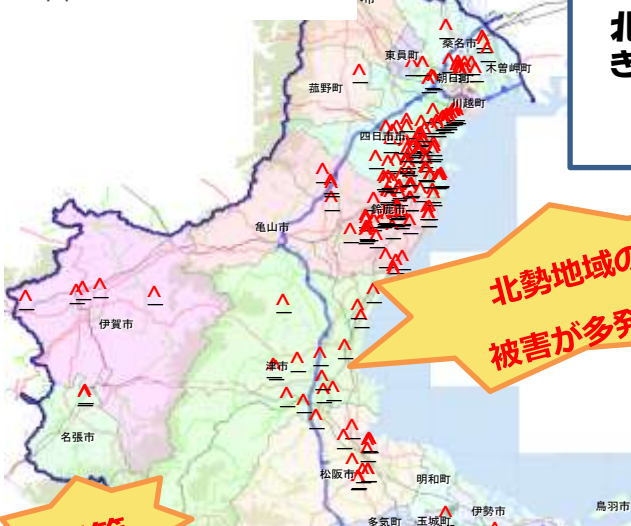 北
き
桑名市
東員町
木曽岬町
朝日町
菰野町
川越町
四日市市
鈴鹿市
亀山市
北勢地域の
被害が多発
伊賀市
津市
名張市
松阪市
明和町
鳥羽市
伊勢市
玉城町
多気町